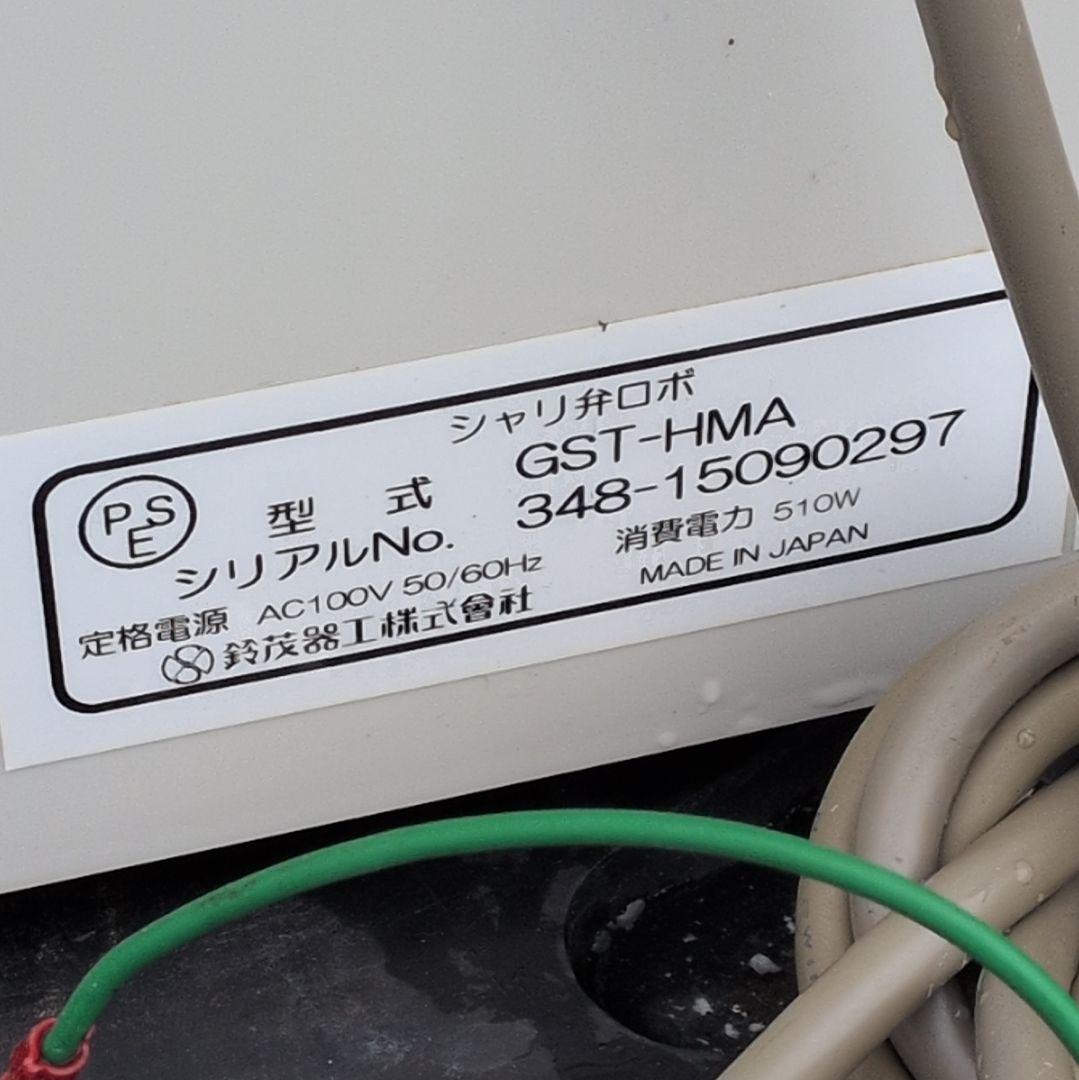 シャリ弁ロボ
PSE
型 式 GST-HMA
シリアルNo. 348-15090297
定格電源 AC100V 50/60Hz 消費電力 510W
鈴茂器工株式會社 MADE IN JAPAN